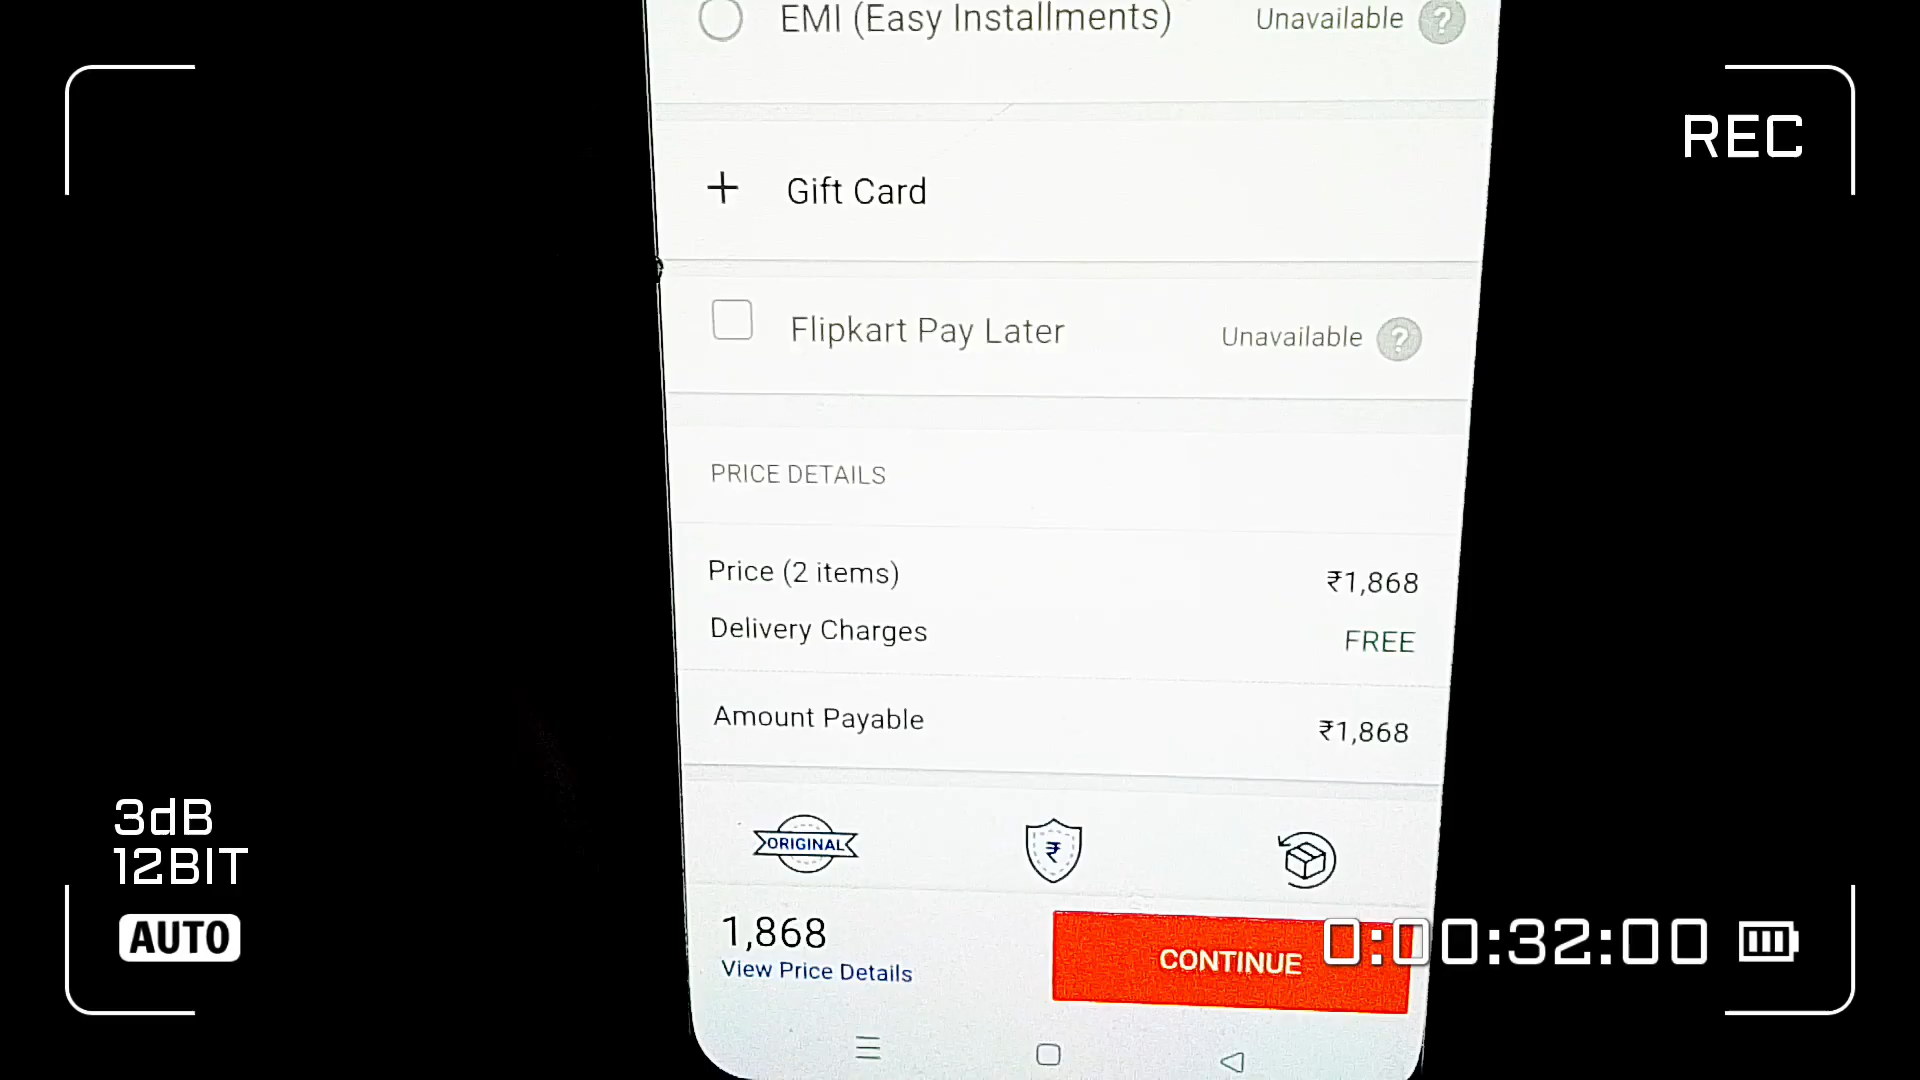 EMI (Easy Installments) Unavailable ?
REC
+ Gift Card
Flipkart Pay Later Unavailable ?
PRICE DETAILS
Price (2 items) ₹1,868
Delivery Charges FREE
Amount Payable ₹1,868
3dB
12BIT
AUTO
ORIGINAL
₹
1,868
View Price Details
CONTINUE
0:00:32:00